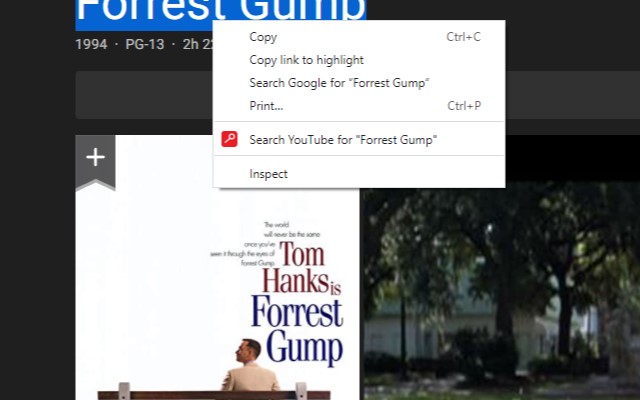 Forrest Gump
1994 · PG-13 · 2h 22
Copy Ctrl+C
Copy link to highlight
Search Google for “Forrest Gump”
Print... Ctrl+P
Search YouTube for "Forrest Gump"
Inspect
The world
will never be the same
once you've
seen it through the eyes of
Forrest Gump.
Tom
Hanks is
Forrest
Gump